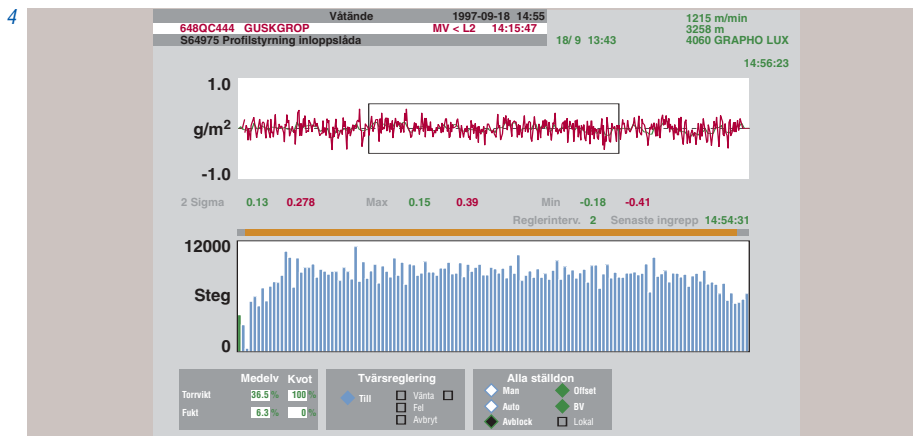 4
Våtände 1997-09-18 14:55
648QC444 GUSKGROP MV < L2 14:15:47
S64975 Profilstyrning inloppslåda
18/ 9 13:43
1215 m/min
3258 m
4060 GRAPHO LUX
14:56:23
1.0
g/m²
-1.0
2 Sigma 0.13 0.278 Max 0.15 0.39 Min -0.18 -0.41
Reglerinterv. 2 Senaste ingrepp 14:54:31
12000
Steg
0
Medelv Kvot
Torrvikt 36.5 % 100 %
Fukt 6.3 % 0 %
Tvärsreglering
Till Vänta
Fel
Avbryt
Alla ställdon
Man Offset
Auto BV
Avblock Lokal